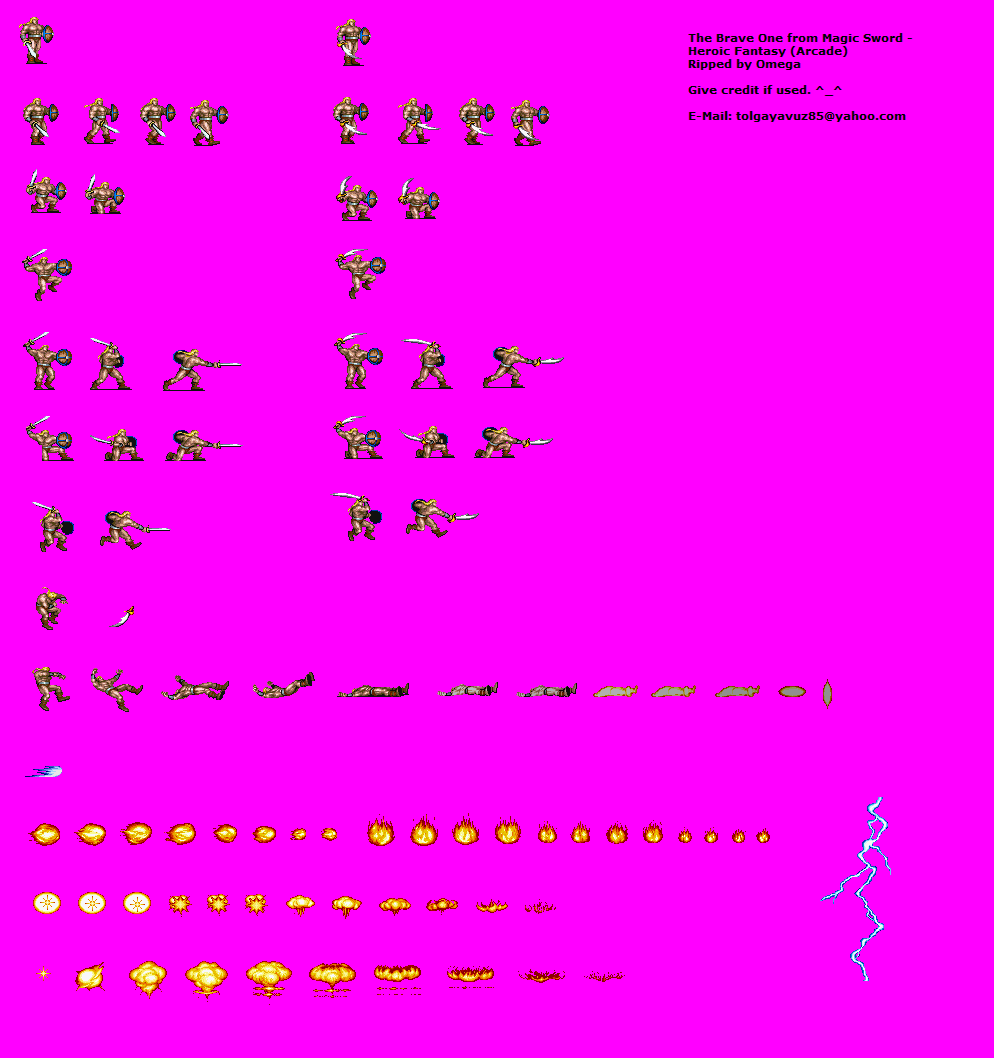 The Brave One from Magic Sword -
Heroic Fantasy (Arcade)
Ripped by Omega
Give credit if used. ^_^
E-Mail: tolgayavuz85@yahoo.com